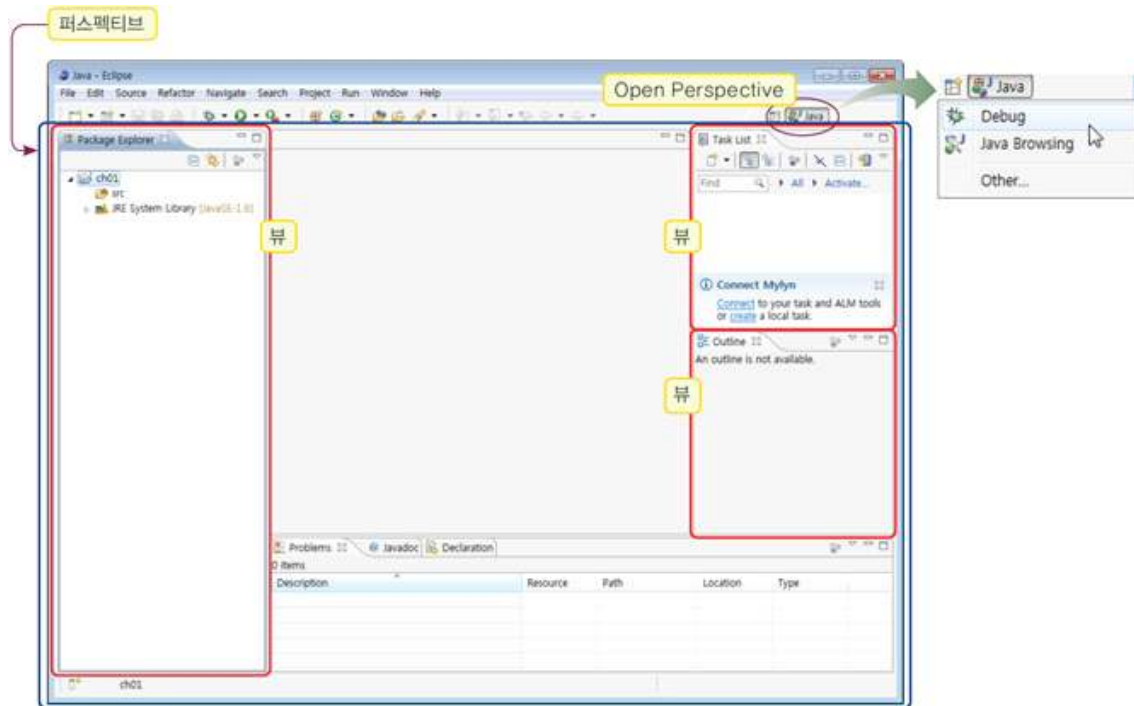 퍼스펙티브
Java - Eclipse
File Edit Source Refactor Navigate Search Project Run Window Help
Open Perspective
Java
Java
Debug
Java Browsing
Other...
Package Explorer
ch01
src
JRE System Library [JavaSE-1.6]
뷰
뷰
Task List
Find
All
Activate...
Connect Mylyn
Connect to your task and ALM tools
or create a local task.
Outline
An outline is not available.
뷰
Problems Javadoc Declaration
0 items
Description Resource Path Location Type
ch01